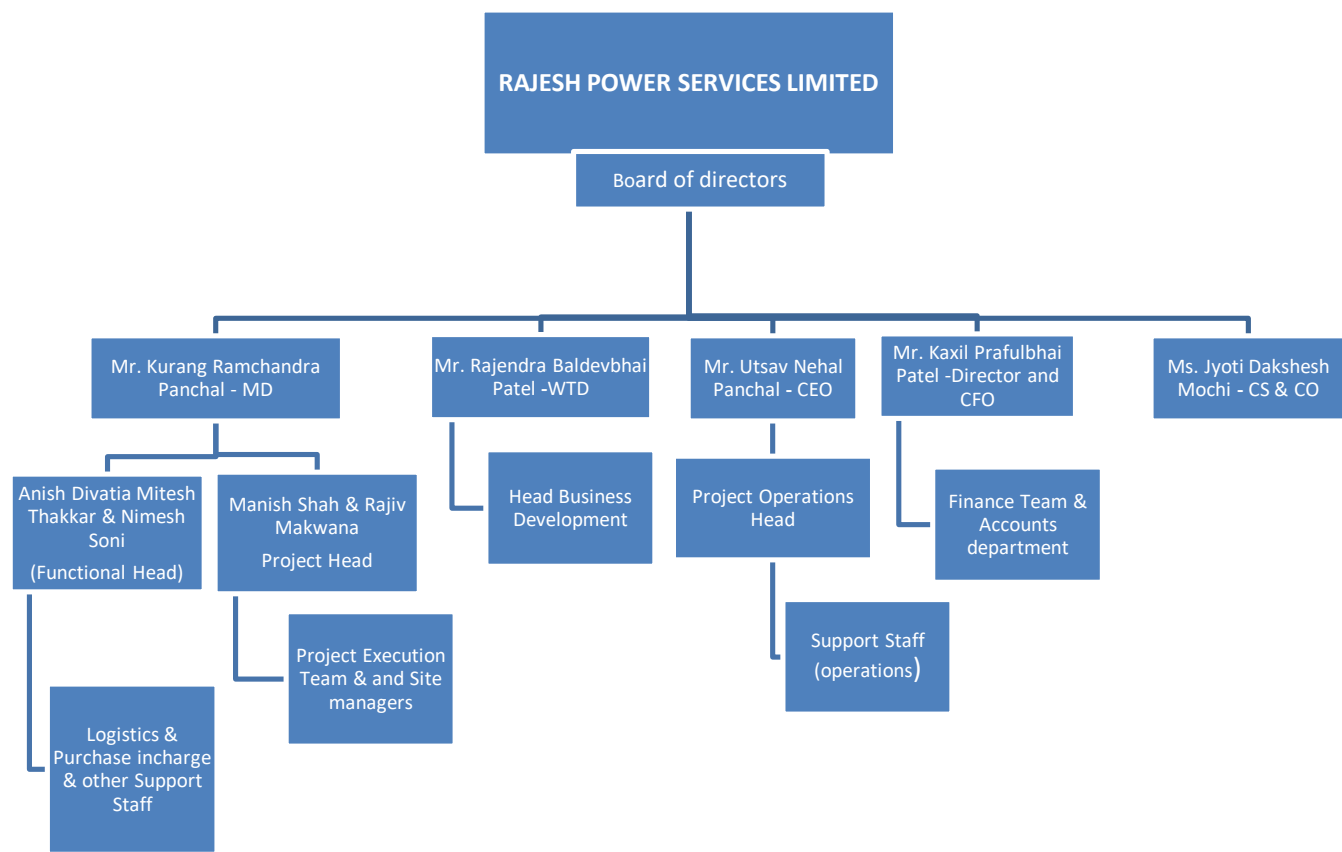 RAJESH POWER SERVICES LIMITED
Board of directors
Mr. Kurang Ramchandra
Panchal - MD
Mr. Rajendra Baldevbhai
Patel -WTD
Mr. Utsav Nehal
Panchal - CEO
Mr. Kaxil Prafulbhai
Patel -Director and
CFO
Ms. Jyoti Dakshesh
Mochi - CS & CO
Anish Divatia Mitesh
Thakkar & Nimesh
Soni
(Functional Head)
Manish Shah & Rajiv
Makwana
Project Head
Head Business
Development
Project Operations
Head
Finance Team &
Accounts
department
Logistics &
Purchase incharge
& other Support
Staff
Project Execution
Team & and Site
managers
Support Staff
(operations)